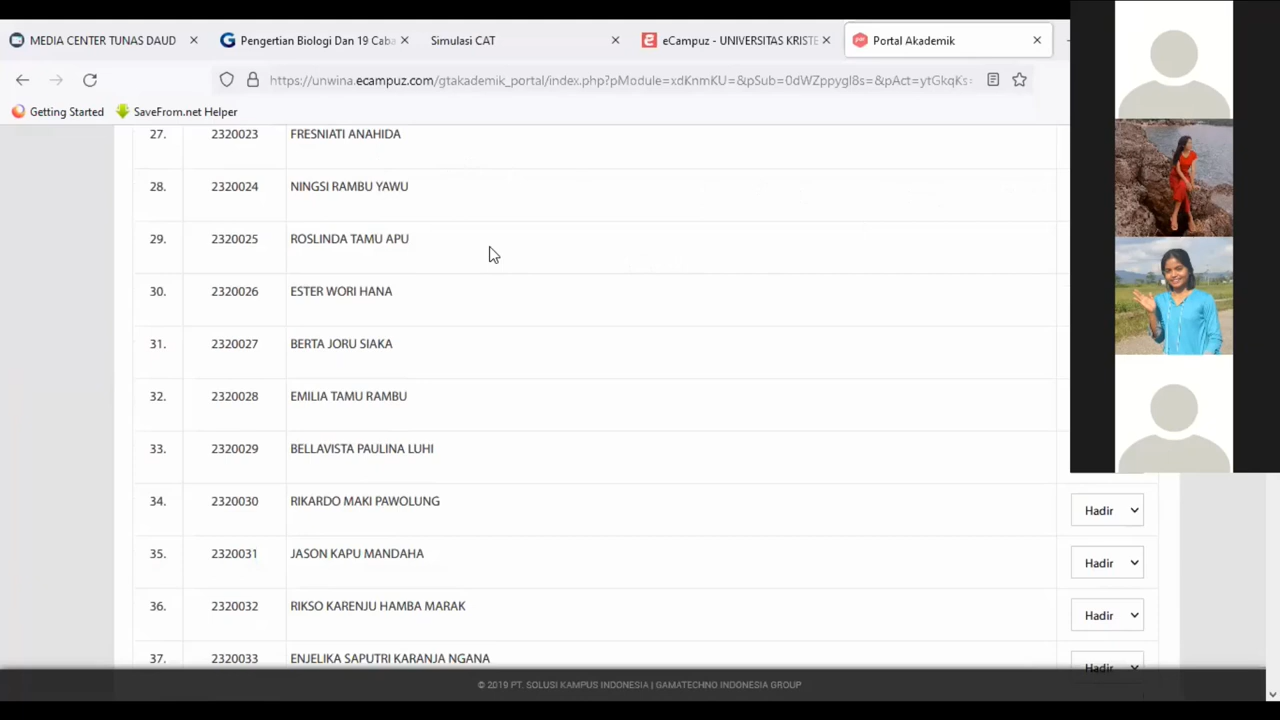 MEDIA CENTER TUNAS DAUD
Pengertian Biologi Dan 19 Caba
Simulasi CAT
eCampuz - UNIVERSITAS KRISTE
Portal Akademik
https://unwina.ecampuz.com/gtakademik_portal/index.php?pModule=xdKnmKU=&pSub=0dWZppygl8s=&pAct=ytGkqKs=
Getting Started
SaveFrom.net Helper
27. 2320023 FRESNIATI ANAHIDA
28. 2320024 NINGSI RAMBU YAWU
29. 2320025 ROSLINDA TAMU APU
30. 2320026 ESTER WORI HANA
31. 2320027 BERTA JORU SIAKA
32. 2320028 EMILIA TAMU RAMBU
33. 2320029 BELLAVISTA PAULINA LUHI
34. 2320030 RIKARDO MAKI PAWOLUNG Hadir
35. 2320031 JASON KAPU MANDAHA Hadir
36. 2320032 RIKSO KARENJU HAMBA MARAK Hadir
37. 2320033 ENJELIKA SAPUTRI KARANJA NGANA Hadir
© 2019 PT. SOLUSI KAMPUS INDONESIA | GAMATECHNO INDONESIA GROUP